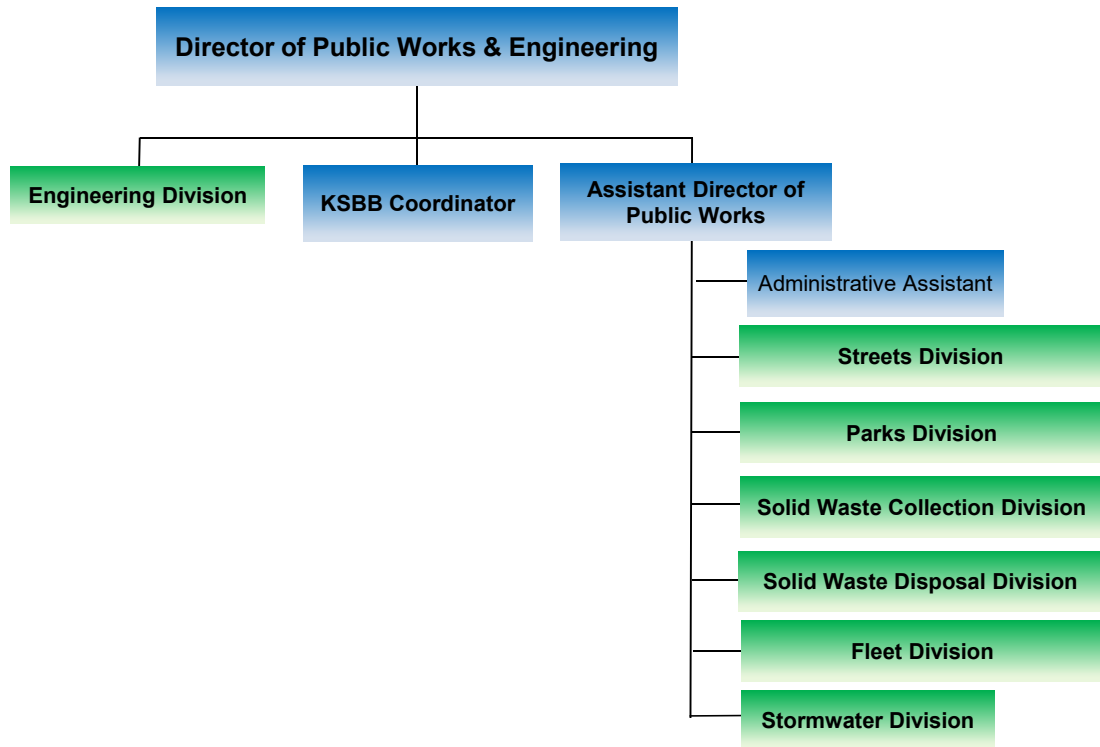 Director of Public Works & Engineering
Engineering Division
KSBB Coordinator
Assistant Director of
Public Works
Administrative Assistant
Streets Division
Parks Division
Solid Waste Collection Division
Solid Waste Disposal Division
Fleet Division
Stormwater Division